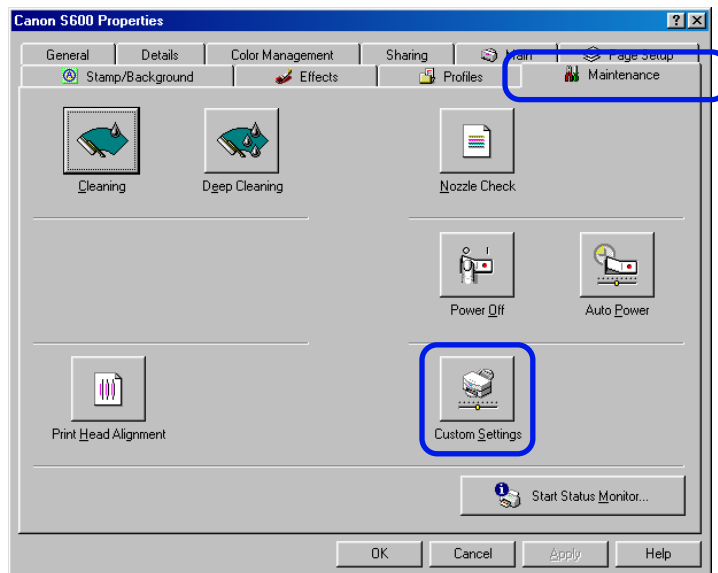 Canon S600 Properties
General Details Color Management Sharing Main Page Setup
Stamp/Background Effects Profiles Maintenance
Cleaning Deep Cleaning Nozzle Check
Power Off Auto Power
Print Head Alignment Custom Settings
Start Status Monitor...
OK Cancel Apply Help